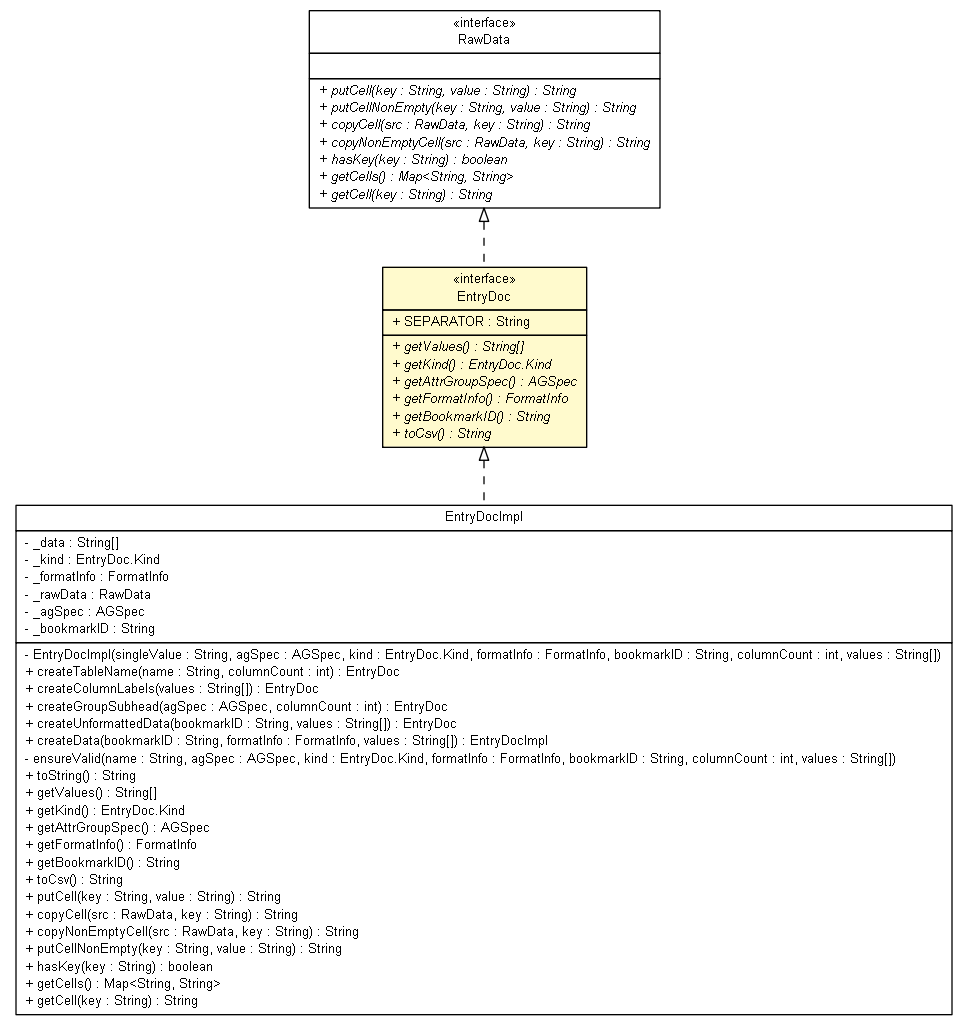 «interface»
RawData
+ putCell(key : String, value : String) : String
+ putCellNonEmpty(key : String, value : String) : String
+ copyCell(src : RawData, key : String) : String
+ copyNonEmptyCell(src : RawData, key : String) : String
+ hasKey(key : String) : boolean
+ getCells() : Map<String, String>
+ getCell(key : String) : String
«interface»
EntryDoc
+ SEPARATOR : String
+ getValues() : String[]
+ getKind() : EntryDoc.Kind
+ getAttrGroupSpec() : AGSpec
+ getFormatInfo() : FormatInfo
+ getBookmarkID() : String
+ toCsv() : String
EntryDocImpl
- _data : String[]
- _kind : EntryDoc.Kind
- _formatInfo : FormatInfo
- _rawData : RawData
- _agSpec : AGSpec
- _bookmarkID : String
- EntryDocImpl(singleValue : String, agSpec : AGSpec, kind : EntryDoc.Kind, formatInfo : FormatInfo, bookmarkID : String, columnCount : int, values : String[])
+ createTableName(name : String, columnCount : int) : EntryDoc
+ createColumnLabels(values : String[]) : EntryDoc
+ createGroupSubhead(agSpec : AGSpec, columnCount : int) : EntryDoc
+ createUnformattedData(bookmarkID : String, values : String[]) : EntryDoc
+ createData(bookmarkID : String, formatInfo : FormatInfo, values : String[]) : EntryDocImpl
- ensureValid(name : String, agSpec : AGSpec, kind : EntryDoc.Kind, formatInfo : FormatInfo, bookmarkID : String, columnCount : int, values : String[])
+ toString() : String
+ getValues() : String[]
+ getKind() : EntryDoc.Kind
+ getAttrGroupSpec() : AGSpec
+ getFormatInfo() : FormatInfo
+ getBookmarkID() : String
+ toCsv() : String
+ putCell(key : String, value : String) : String
+ copyCell(src : RawData, key : String) : String
+ copyNonEmptyCell(src : RawData, key : String) : String
+ putCellNonEmpty(key : String, value : String) : String
+ hasKey(key : String) : boolean
+ getCells() : Map<String, String>
+ getCell(key : String) : String